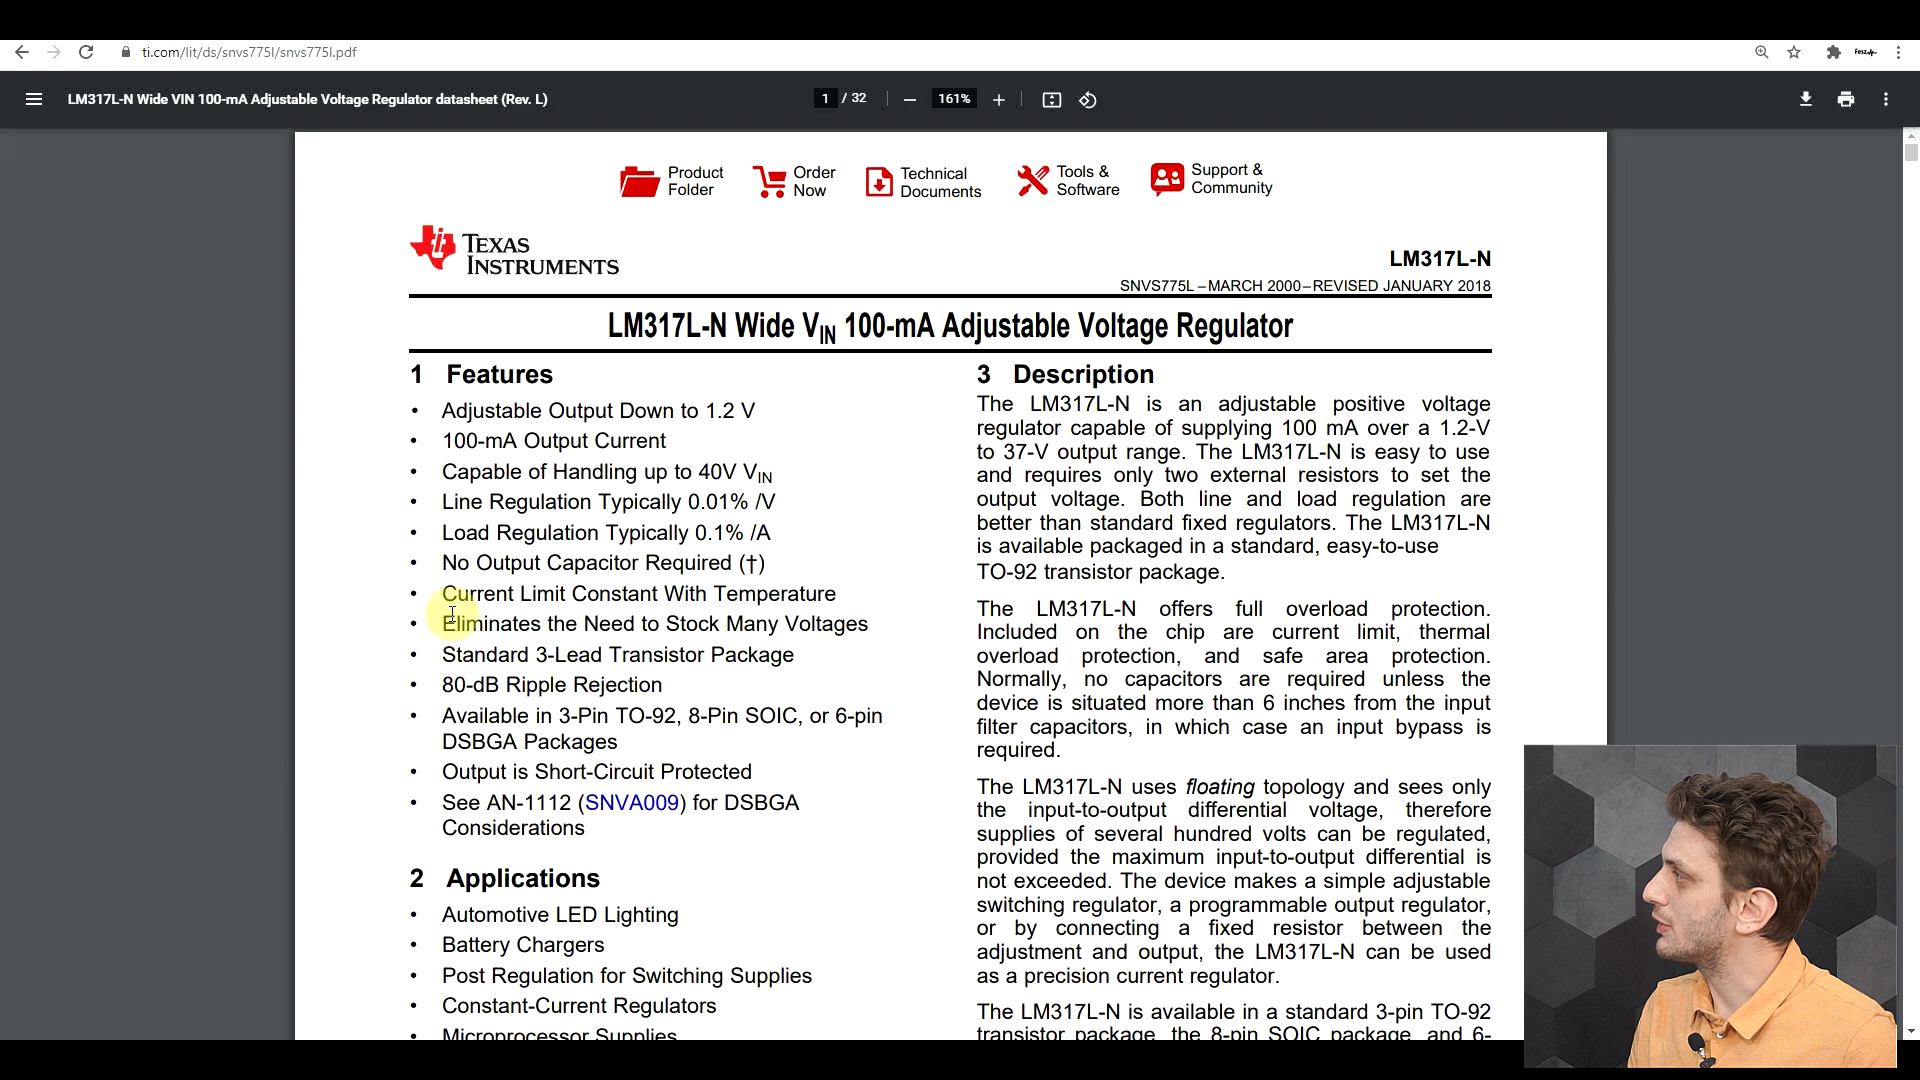 ti.com/lit/ds/snvs775l/snvs775l.pdf
LM317L-N Wide VIN 100-mA Adjustable Voltage Regulator datasheet (Rev. L)
1 / 32
161%
Product Folder
Order Now
Technical Documents
Tools & Software
Support & Community
TEXAS INSTRUMENTS
LM317L-N
SNVS775L –MARCH 2000–REVISED JANUARY 2018
LM317L-N Wide VIN 100-mA Adjustable Voltage Regulator
1 Features
• Adjustable Output Down to 1.2 V
• 100-mA Output Current
• Capable of Handling up to 40V VIN
• Line Regulation Typically 0.01% /V
• Load Regulation Typically 0.1% /A
• No Output Capacitor Required (†)
• Current Limit Constant With Temperature
• Eliminates the Need to Stock Many Voltages
• Standard 3-Lead Transistor Package
• 80-dB Ripple Rejection
• Available in 3-Pin TO-92, 8-Pin SOIC, or 6-pin
DSBGA Packages
• Output is Short-Circuit Protected
• See AN-1112 (SNVA009) for DSBGA
Considerations
2 Applications
• Automotive LED Lighting
• Battery Chargers
• Post Regulation for Switching Supplies
• Constant-Current Regulators
• Microprocessor Supplies
3 Description
The LM317L-N is an adjustable positive voltage
regulator capable of supplying 100 mA over a 1.2-V
to 37-V output range. The LM317L-N is easy to use
and requires only two external resistors to set the
output voltage. Both line and load regulation are
better than standard fixed regulators. The LM317L-N
is available packaged in a standard, easy-to-use
TO-92 transistor package.
The LM317L-N offers full overload protection.
Included on the chip are current limit, thermal
overload protection, and safe area protection.
Normally, no capacitors are required unless the
device is situated more than 6 inches from the input
filter capacitors, in which case an input bypass is
required.
The LM317L-N uses floating topology and sees only
the input-to-output differential voltage, therefore
supplies of several hundred volts can be regulated,
provided the maximum input-to-output differential is
not exceeded. The device makes a simple adjustable
switching regulator, a programmable output regulator,
or by connecting a fixed resistor between the
adjustment and output, the LM317L-N can be used
as a precision current regulator.
The LM317L-N is available in a standard 3-pin TO-92
transistor package, the 8-pin SOIC package, and 6-